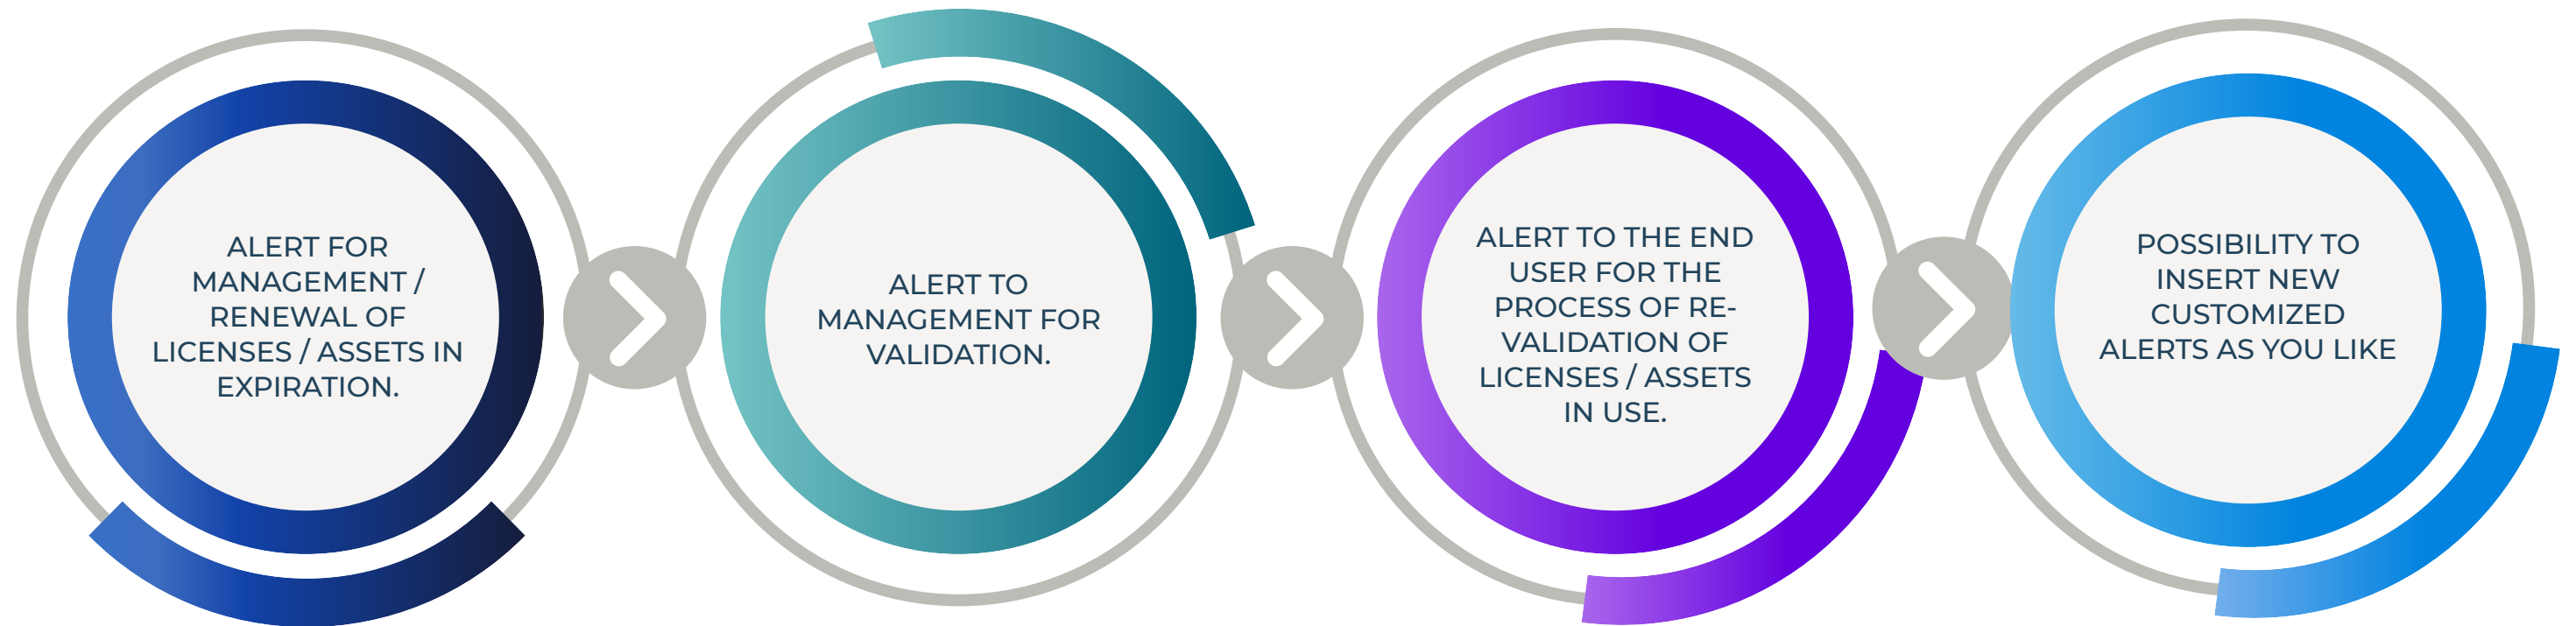 ALERT FOR
MANAGEMENT /
RENEWAL OF
LICENSES / ASSETS IN
EXPIRATION.
ALERT TO
MANAGEMENT FOR
VALIDATION.
ALERT TO THE END
USER FOR THE
PROCESS OF RE-
VALIDATION OF
LICENSES / ASSETS
IN USE.
POSSIBILITY TO
INSERT NEW
CUSTOMIZED
ALERTS AS YOU LIKE